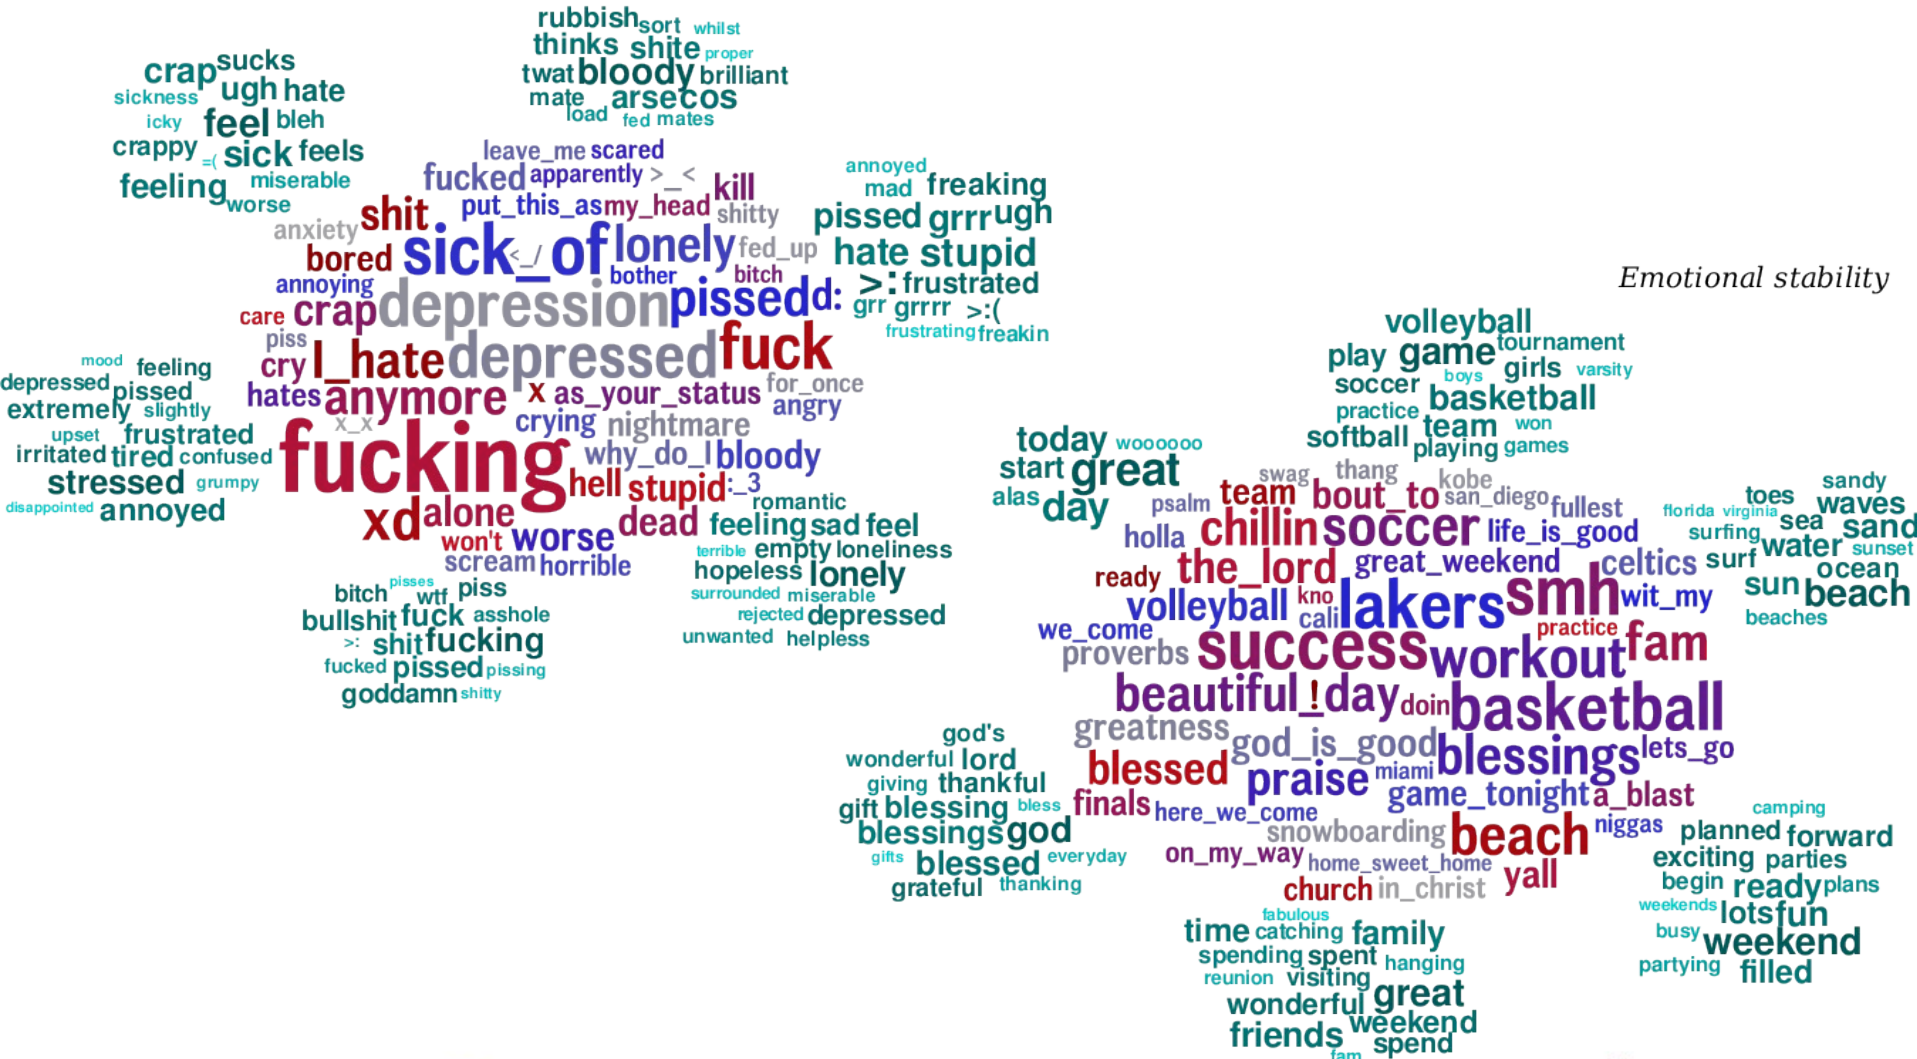 rubbish sort whilst
thinks shite proper
twat bloody brilliant
mate arse cos
load fed mates
crap sucks
sickness ugh hate
icky feel bleh
crappy =( sick feels
feeling miserable
worse
leave_me scared
fucked apparently >_< kill
shit put_this_as my_head shitty
anxiety sick_of <_/ lonely fed_up
bored bother bitch
annoying depression pissed d:
care crap
piss I_hate depressed fuck
cry
hates anymore x as_your_status for_once
x_x crying nightmare angry
fucking why_do_I bloody
hell stupid :_3
xd alone dead
won't worse
scream horrible
annoyed
mad freaking
pissed grrr ugh
hate stupid
>: frustrated
grr grrrr >:(
frustrating freakin
mood feeling
depressed pissed
extremely slightly
upset frustrated
irritated tired confused
stressed grumpy
disappointed annoyed
romantic
feeling sad feel
terrible empty loneliness
hopeless lonely
surrounded miserable
rejected depressed
unwanted helpless
bitch pisses wtf piss
bullshit fuck asshole
>: shit fucking
fucked pissed pissing
goddamn shitty
Emotional stability
volleyball
play game tournament
soccer boys girls varsity
practice basketball
softball team won
playing games
today woooooo
start great
alas day
swag thang kobe
psalm team bout_to san_diego fullest
holla chillin soccer life_is_good
ready the_lord great_weekend celtics
volleyball kno cali lakers smh wit_my
we_come practice
proverbs success workout fam
beautiful_day ! doin basketball
greatness god_is_good blessings lets_go
blessed praise miami
finals here_we_come game_tonight a_blast
snowboarding beach niggas
on_my_way home_sweet_home yall
church in_christ
sandy
toes waves
florida virginia sea sand
surfing surf water sunset
ocean
sun beach
beaches
god's
wonderful lord
giving thankful
gift blessing bless
blessings god
gifts blessed everyday
grateful thanking
camping
planned forward
exciting parties
begin ready plans
weekends lots fun
busy weekend
partying filled
fabulous
time catching family
spending spent hanging
reunion visiting
wonderful great
friends weekend
fam spend